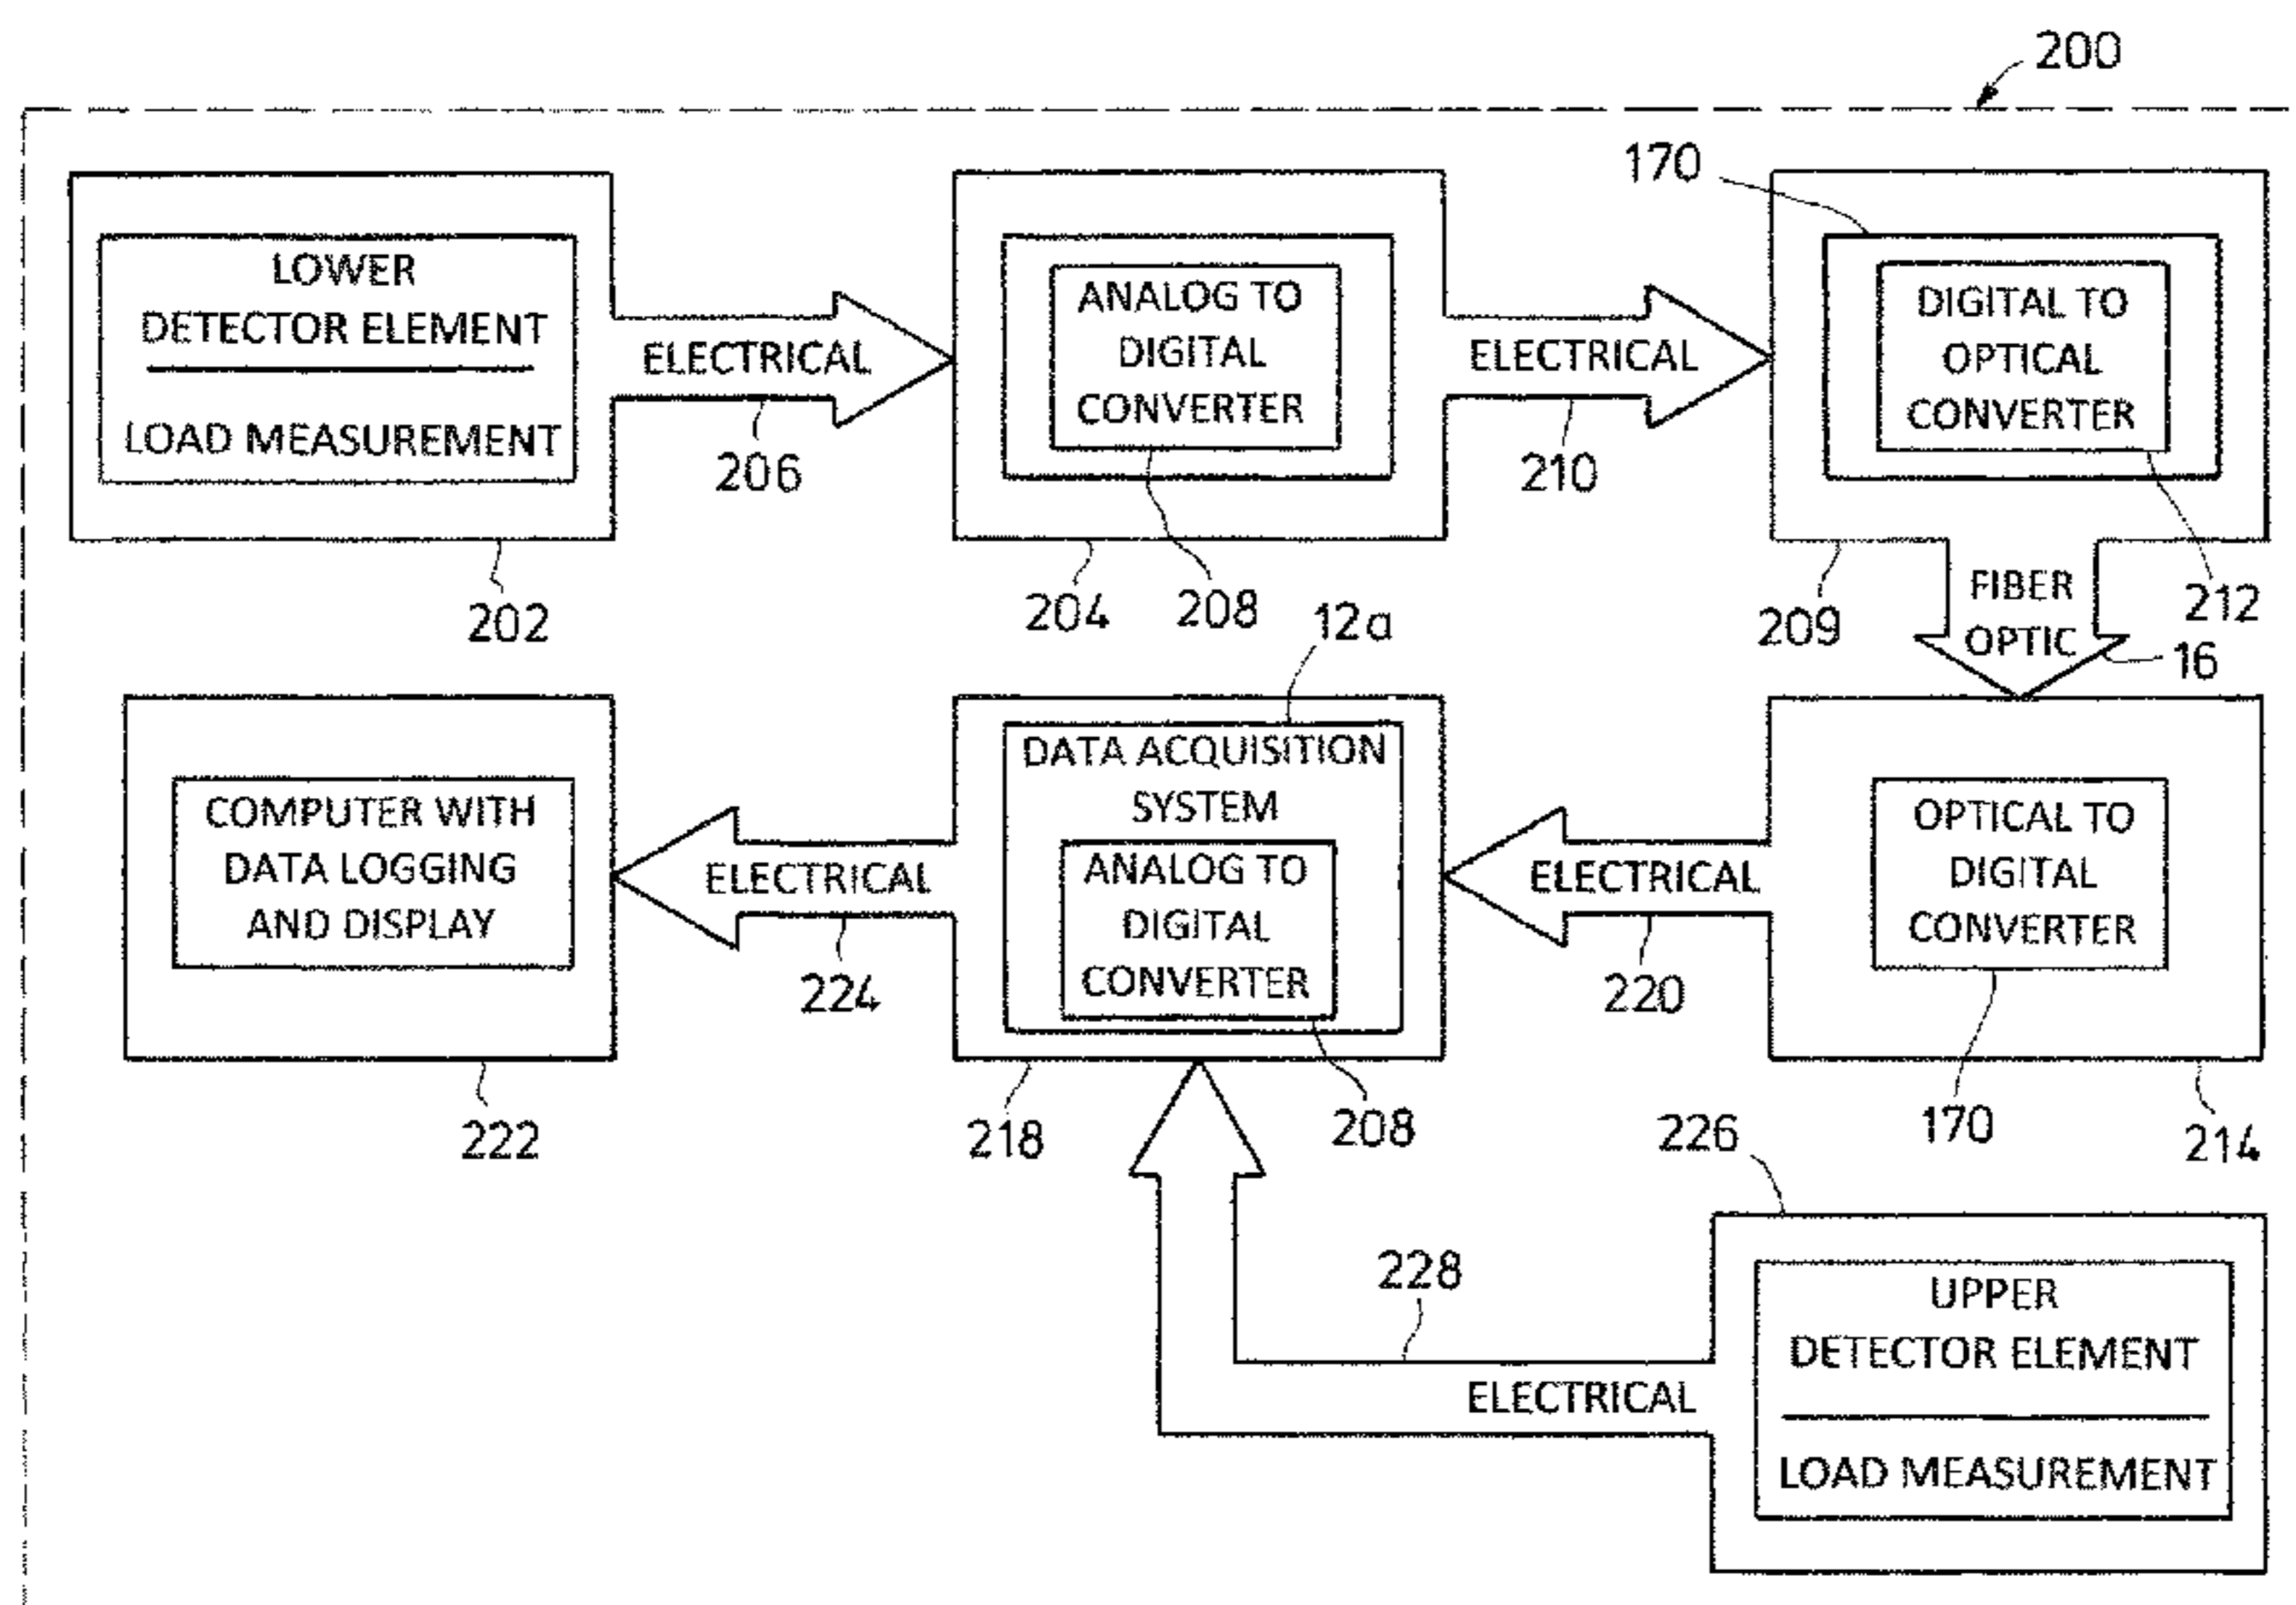 200
170
LOWER
DETECTOR ELEMENT
LOAD MEASUREMENT
ELECTRICAL
206
ANALOG TO
DIGITAL
CONVERTER
ELECTRICAL
210
DIGITAL TO
OPTICAL
CONVERTER
202
204
208
209
212
FIBER
OPTIC
16
12a
COMPUTER WITH
DATA LOGGING
AND DISPLAY
ELECTRICAL
224
DATA ACQUISITION
SYSTEM
ANALOG TO
DIGITAL
CONVERTER
ELECTRICAL
220
OPTICAL TO
DIGITAL
CONVERTER
222
218
208
170
214
226
228
ELECTRICAL
UPPER
DETECTOR ELEMENT
LOAD MEASUREMENT